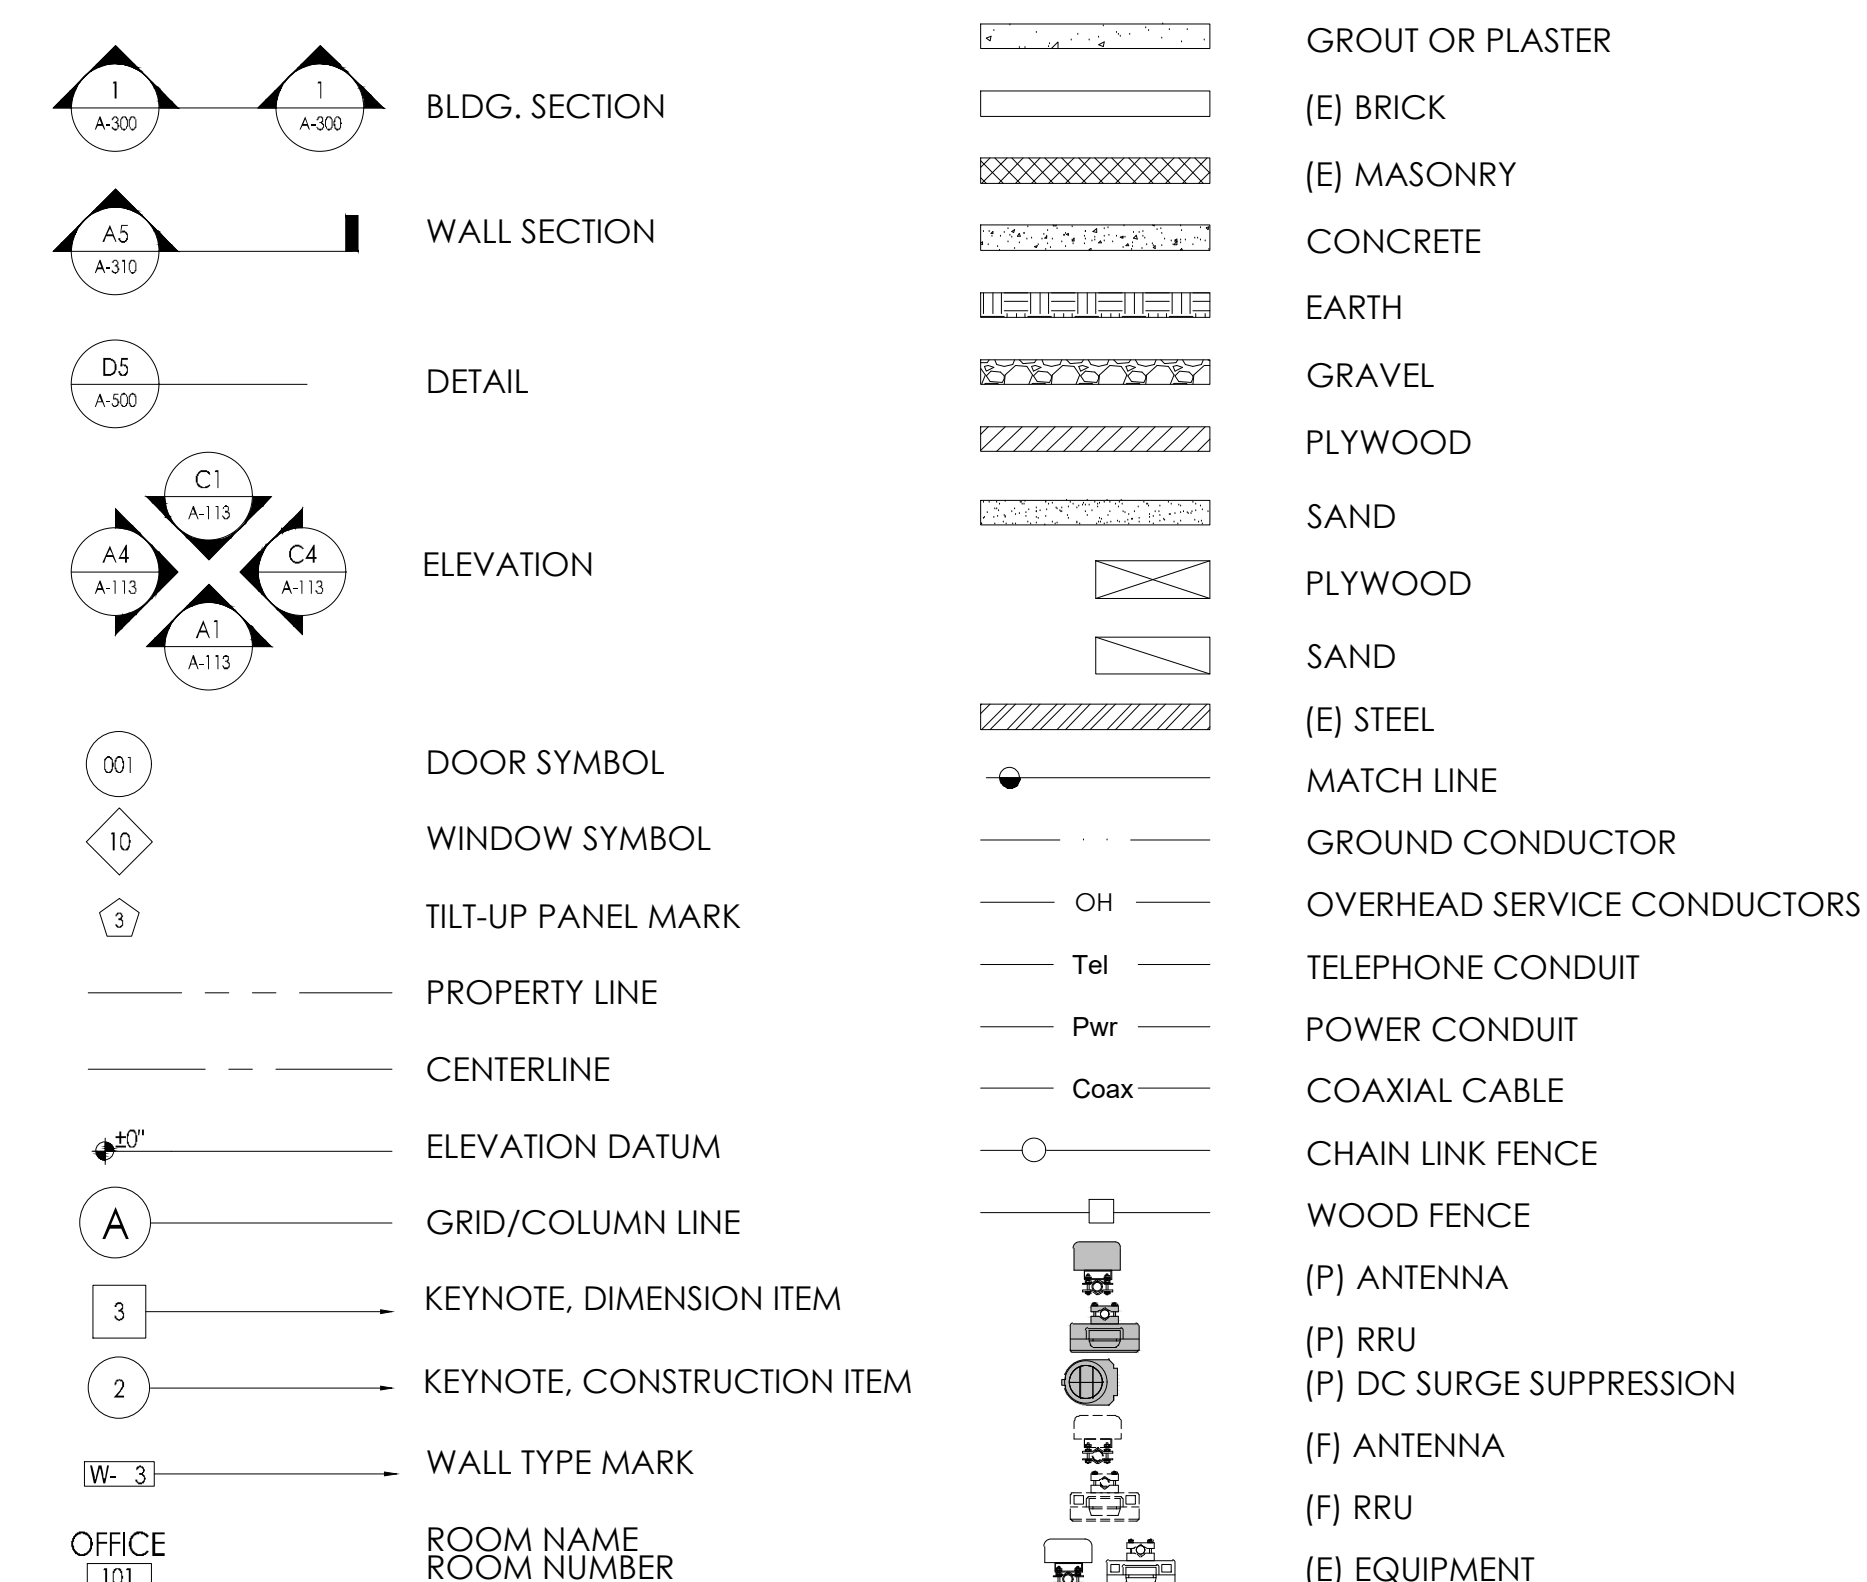 1
A-300
1
A-300
BLDG. SECTION
A5
A-310
WALL SECTION
D5
A-500
DETAIL
C1
A-113
A4
A-113
C4
A-113
A1
A-113
ELEVATION
001
DOOR SYMBOL
10
WINDOW SYMBOL
3
TILT-UP PANEL MARK
PROPERTY LINE
CENTERLINE
±0"
ELEVATION DATUM
A
GRID/COLUMN LINE
3
KEYNOTE, DIMENSION ITEM
2
KEYNOTE, CONSTRUCTION ITEM
W- 3
WALL TYPE MARK
OFFICE
101
ROOM NAME
ROOM NUMBER
GROUT OR PLASTER
(E) BRICK
(E) MASONRY
CONCRETE
EARTH
GRAVEL
PLYWOOD
SAND
PLYWOOD
SAND
(E) STEEL
MATCH LINE
GROUND CONDUCTOR
OH
OVERHEAD SERVICE CONDUCTORS
Tel
TELEPHONE CONDUIT
Pwr
POWER CONDUIT
Coax
COAXIAL CABLE
CHAIN LINK FENCE
WOOD FENCE
(P) ANTENNA
(P) RRU
(P) DC SURGE SUPPRESSION
(F) ANTENNA
(F) RRU
(E) EQUIPMENT